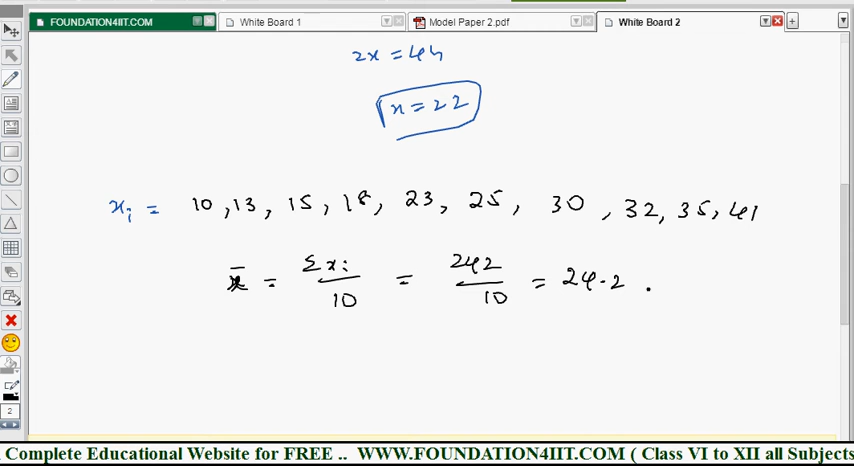 FOUNDATION4IIT.COM White Board 1 Model Paper 2.pdf White Board 2
2x = 44
x = 22
xi = 10, 13, 15, 18, 23, 25, 30, 32, 35, 41
x̄ = Σxi/10 = 242/10 = 24.2.
2
Complete Educational Website for FREE .. WWW.FOUNDATION4IIT.COM ( Class VI to XII all Subjects